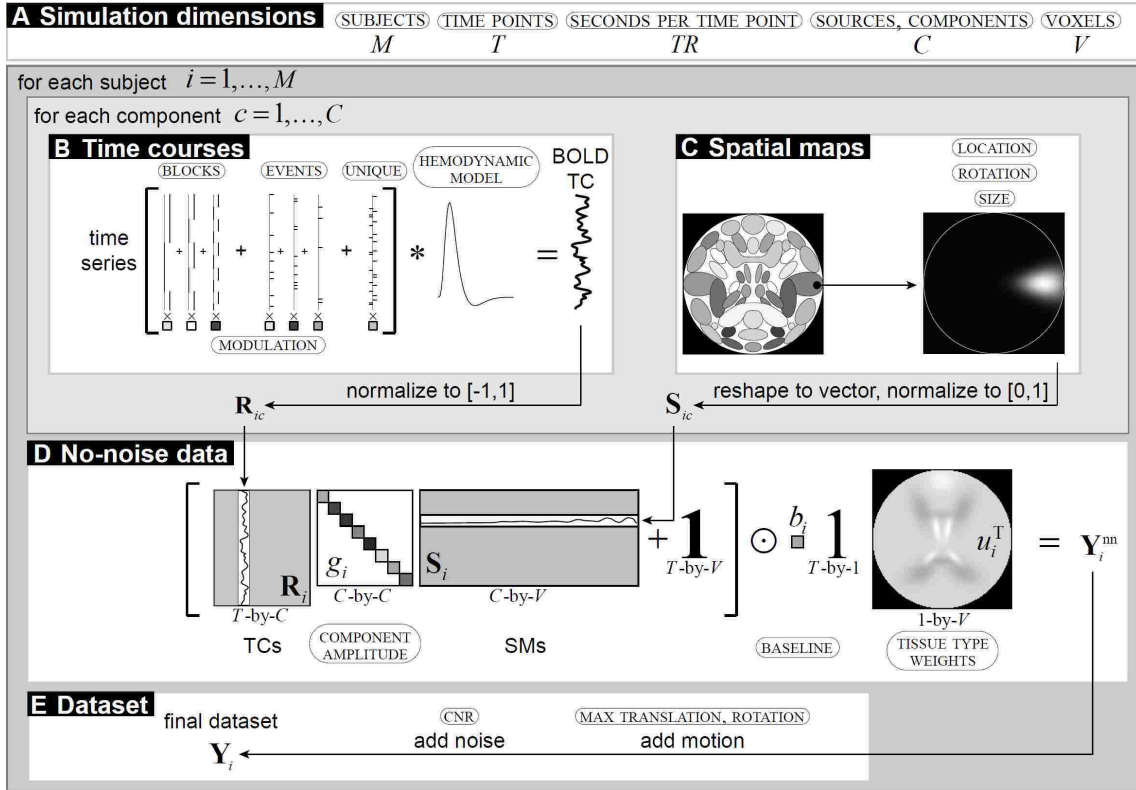 A Simulation dimensions
SUBJECTS TIME POINTS SECONDS PER TIME POINT SOURCES, COMPONENTS VOXELS
M T TR C V
for each subject i = 1,…, M
for each component c = 1,…, C
B Time courses
BLOCKS EVENTS UNIQUE
HEMODYNAMIC
MODEL
BOLD
TC
time
series
+ + + + + + * =
× × × × × × ×
MODULATION
normalize to [-1,1]
R_ic
C Spatial maps
LOCATION
ROTATION
SIZE
reshape to vector, normalize to [0,1]
S_ic
D No-noise data
R_i g_i S_i + 1 ⊙ b_i 1 u_i^T = Y_i^nn
T-by-C C-by-C C-by-V T-by-V T-by-1 1-by-V
TCs
COMPONENT
AMPLITUDE
SMs
BASELINE
TISSUE TYPE
WEIGHTS
E Dataset
final dataset
Y_i
CNR
add noise
MAX TRANSLATION, ROTATION
add motion